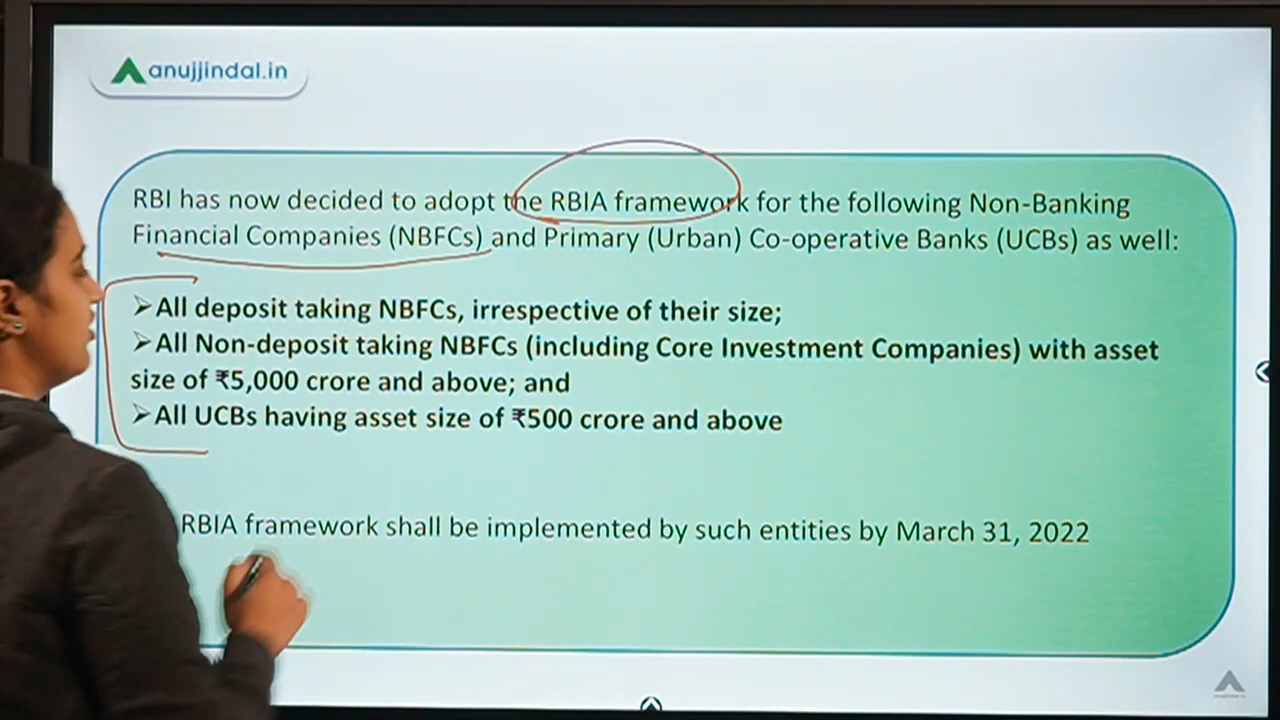 anujjindal.in
RBI has now decided to adopt the RBIA framework for the following Non-Banking
Financial Companies (NBFCs) and Primary (Urban) Co-operative Banks (UCBs) as well:
➢All deposit taking NBFCs, irrespective of their size;
➢All Non-deposit taking NBFCs (including Core Investment Companies) with asset
size of ₹5,000 crore and above; and
➢All UCBs having asset size of ₹500 crore and above
RBIA framework shall be implemented by such entities by March 31, 2022